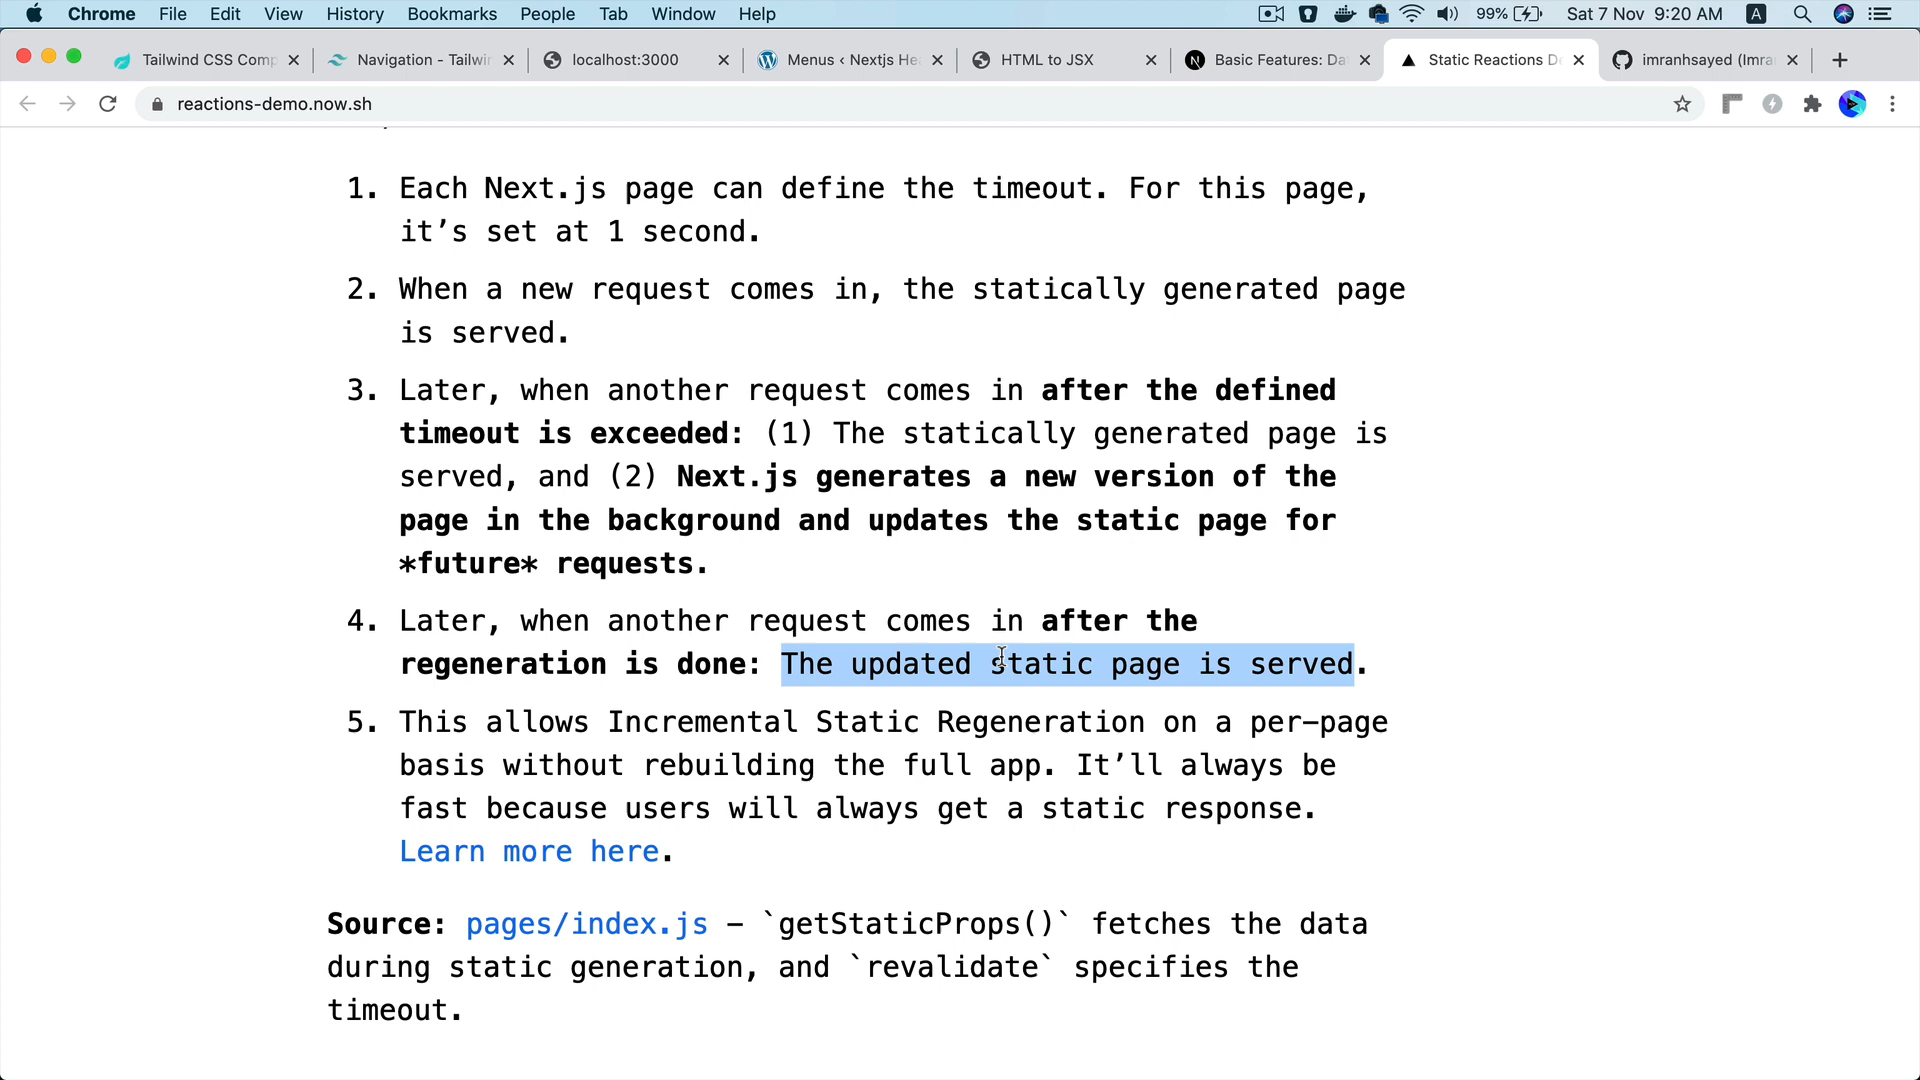 Chrome File Edit View History Bookmarks People Tab Window Help 99% Sat 7 Nov 9:20 AM A
Tailwind CSS Comp Navigation - Tailwi localhost:3000 Menus ‹ Nextjs He HTML to JSX Basic Features: Da Static Reactions De imranhsayed (Imra
reactions-demo.now.sh
1. Each Next.js page can define the timeout. For this page,
it’s set at 1 second.
2. When a new request comes in, the statically generated page
is served.
3. Later, when another request comes in after the defined
timeout is exceeded: (1) The statically generated page is
served, and (2) Next.js generates a new version of the
page in the background and updates the static page for
*future* requests.
4. Later, when another request comes in after the
regeneration is done: The updated static page is served.
5. This allows Incremental Static Regeneration on a per-page
basis without rebuilding the full app. It’ll always be
fast because users will always get a static response.
Learn more here.
Source: pages/index.js – `getStaticProps()` fetches the data
during static generation, and `revalidate` specifies the
timeout.